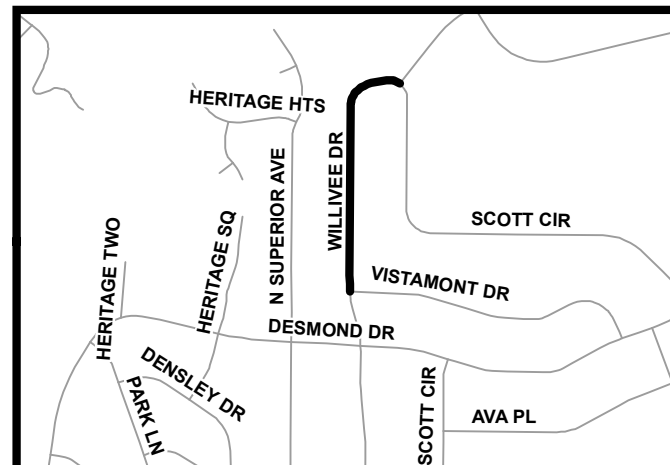 HERITAGE HTS
WILLIVEE DR
N SUPERIOR AVE
SCOTT CIR
HERITAGE TWO
HERITAGE SQ
VISTAMONT DR
DESMOND DR
DENSLEY DR
PARK LN
SCOTT CIR
AVA PL